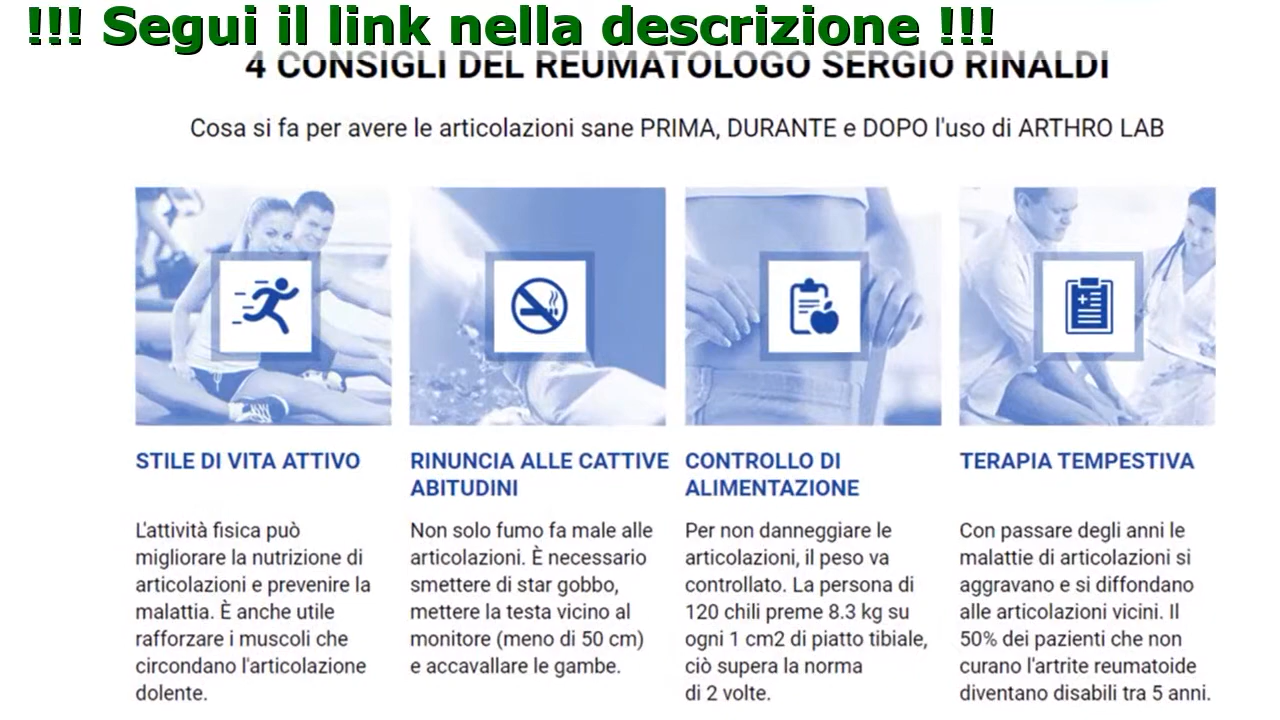 !!! Segui il link nella descrizione !!!
4 CONSIGLI DEL REUMATOLOGO SERGIO RINALDI
Cosa si fa per avere le articolazioni sane PRIMA, DURANTE e DOPO l'uso di ARTHRO LAB
STILE DI VITA ATTIVO
L'attività fisica può
migliorare la nutrizione di
articolazioni e prevenire la
malattia. È anche utile
rafforzare i muscoli che
circondano l'articolazione
dolente.
RINUNCIA ALLE CATTIVE
ABITUDINI
Non solo fumo fa male alle
articolazioni. È necessario
smettere di star gobbo,
mettere la testa vicino al
monitore (meno di 50 cm)
e accavallare le gambe.
CONTROLLO DI
ALIMENTAZIONE
Per non danneggiare le
articolazioni, il peso va
controllato. La persona di
120 chili preme 8.3 kg su
ogni 1 cm2 di piatto tibiale,
ciò supera la norma
di 2 volte.
TERAPIA TEMPESTIVA
Con passare degli anni le
malattie di articolazioni si
aggravano e si diffondano
alle articolazioni vicini. Il
50% dei pazienti che non
curano l'artrite reumatoide
diventano disabili tra 5 anni.